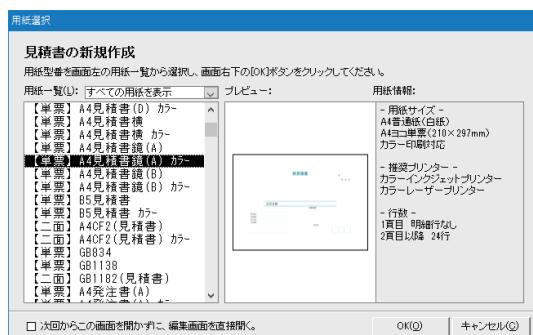 用紙選択
見積書の新規作成
用紙型番を画面左の用紙一覧から選択し、画面右下の[OK]ボタンをクリックしてください。
用紙一覧(L): すべての用紙を表示
プレビュー:
用紙情報:
【単票】 A4見積書(D) カラー
【単票】 A4見積書横
【単票】 A4見積書横 カラー
【単票】 A4見積書鏡(A)
【単票】 A4見積書鏡(A) カラー
【単票】 A4見積書鏡(B)
【単票】 A4見積書鏡(B) カラー
【単票】 B5見積書
【単票】 B5見積書 カラー
【二面】 A4CF2(見積書)
【二面】 A4CF2(見積書) カラー
【単票】 GB834
【単票】 GB1138
【二面】 GB1182(見積書)
【単票】 A4発注書(A)
- 用紙サイズ -
A4普通紙(白紙)
A4ヨコ単票(210×297mm)
カラー印刷対応
- 推奨プリンター -
カラーインクジェットプリンター
カラーレーザープリンター
- 行数 -
1頁目 明細行なし
2頁目以降 24行
次回からこの画面を開かずに、編集画面を直接開く。
OK(O)
キャンセル(C)